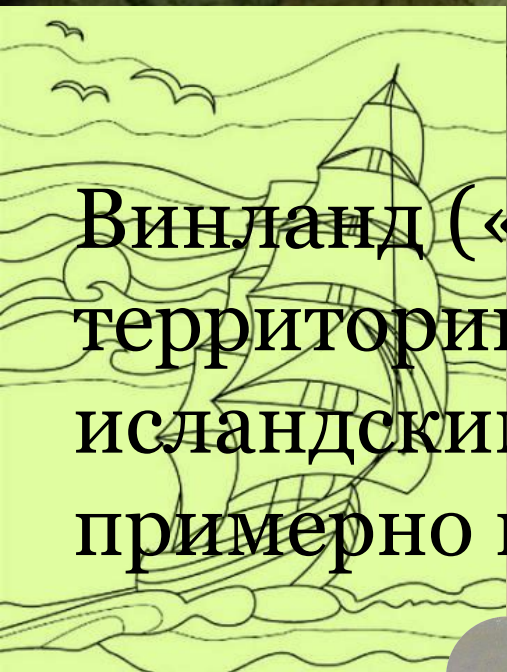 Винланд («
территори
исландски
примерно